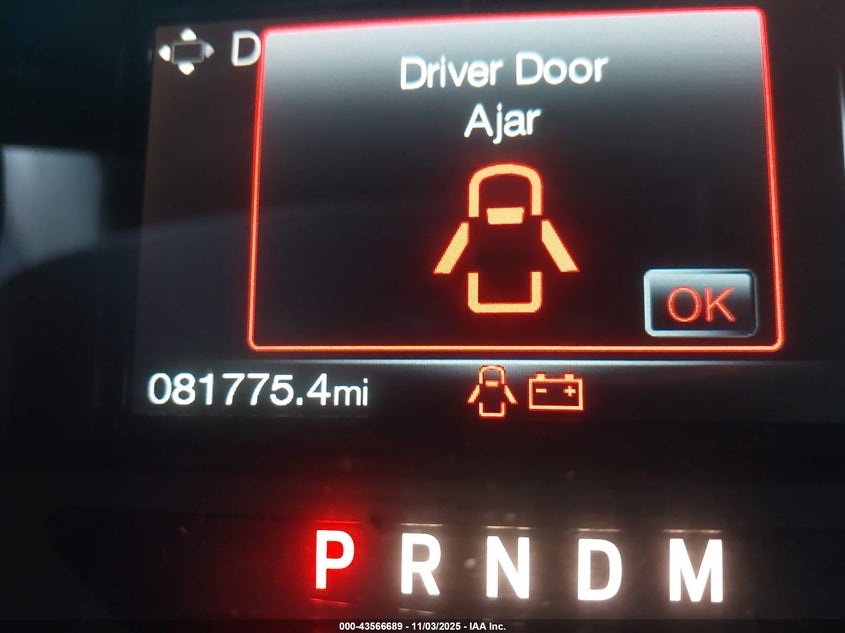 D
Driver Door
Ajar
OK
081775.4mi
- +
P R N D M
000-43566689 - 11/03/2025 - IAA Inc.